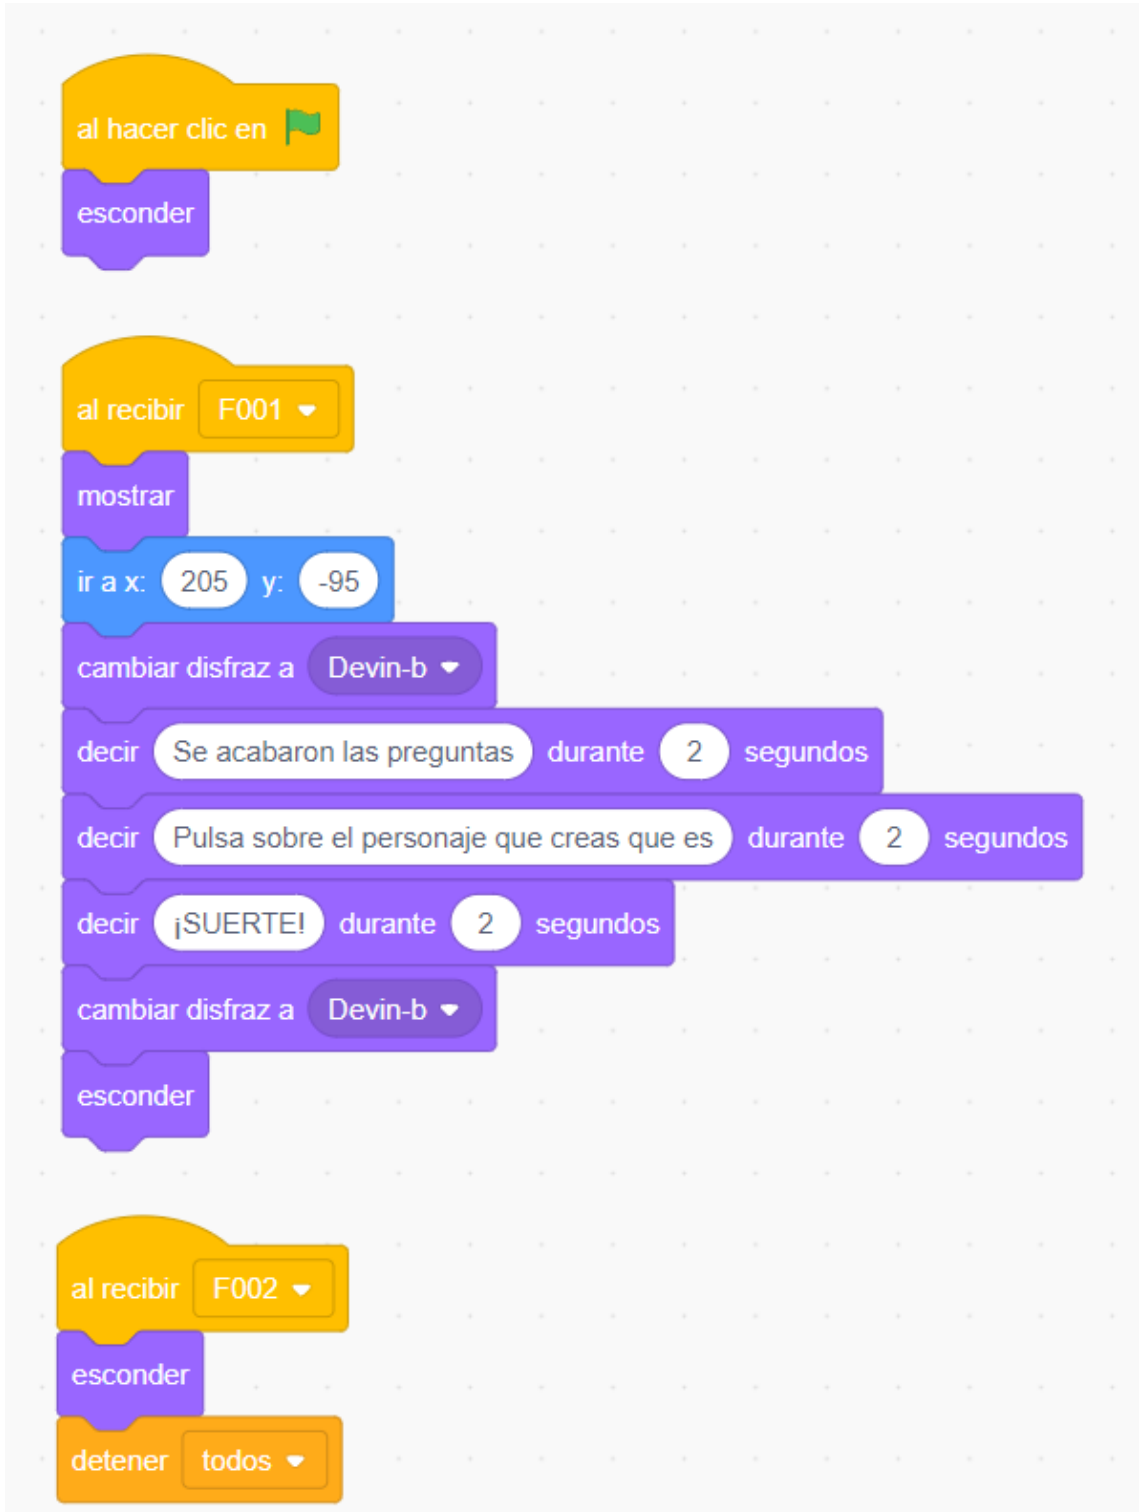 al hacer clic en
esconder
al recibir F001
mostrar
ir a x: 205 y: -95
cambiar disfraz a Devin-b
decir Se acabaron las preguntas durante 2 segundos
decir Pulsa sobre el personaje que creas que es durante 2 segundos
decir ¡SUERTE! durante 2 segundos
cambiar disfraz a Devin-b
esconder
al recibir F002
esconder
detener todos